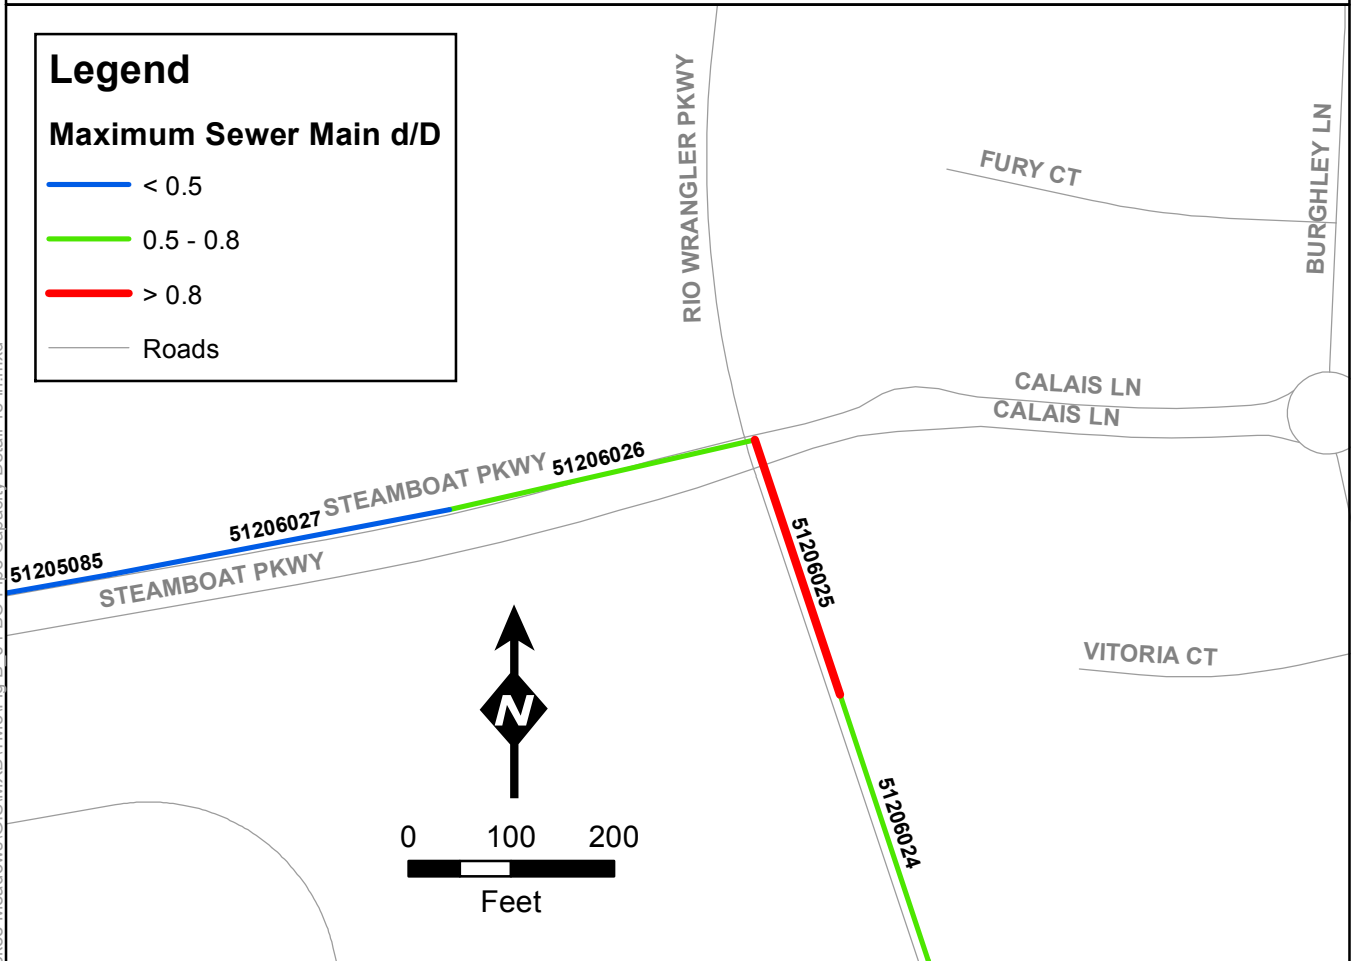 Legend
Maximum Sewer Main d/D
< 0.5
0.5 - 0.8
> 0.8
Roads
RIO WRANGLER PKWY
FURY CT
BURGHLEY LN
CALAIS LN
CALAIS LN
STEAMBOAT PKWY
51206026
51206027
51205085
STEAMBOAT PKWY
51206025
VITORIA CT
51206024
N
0 100 200
Feet